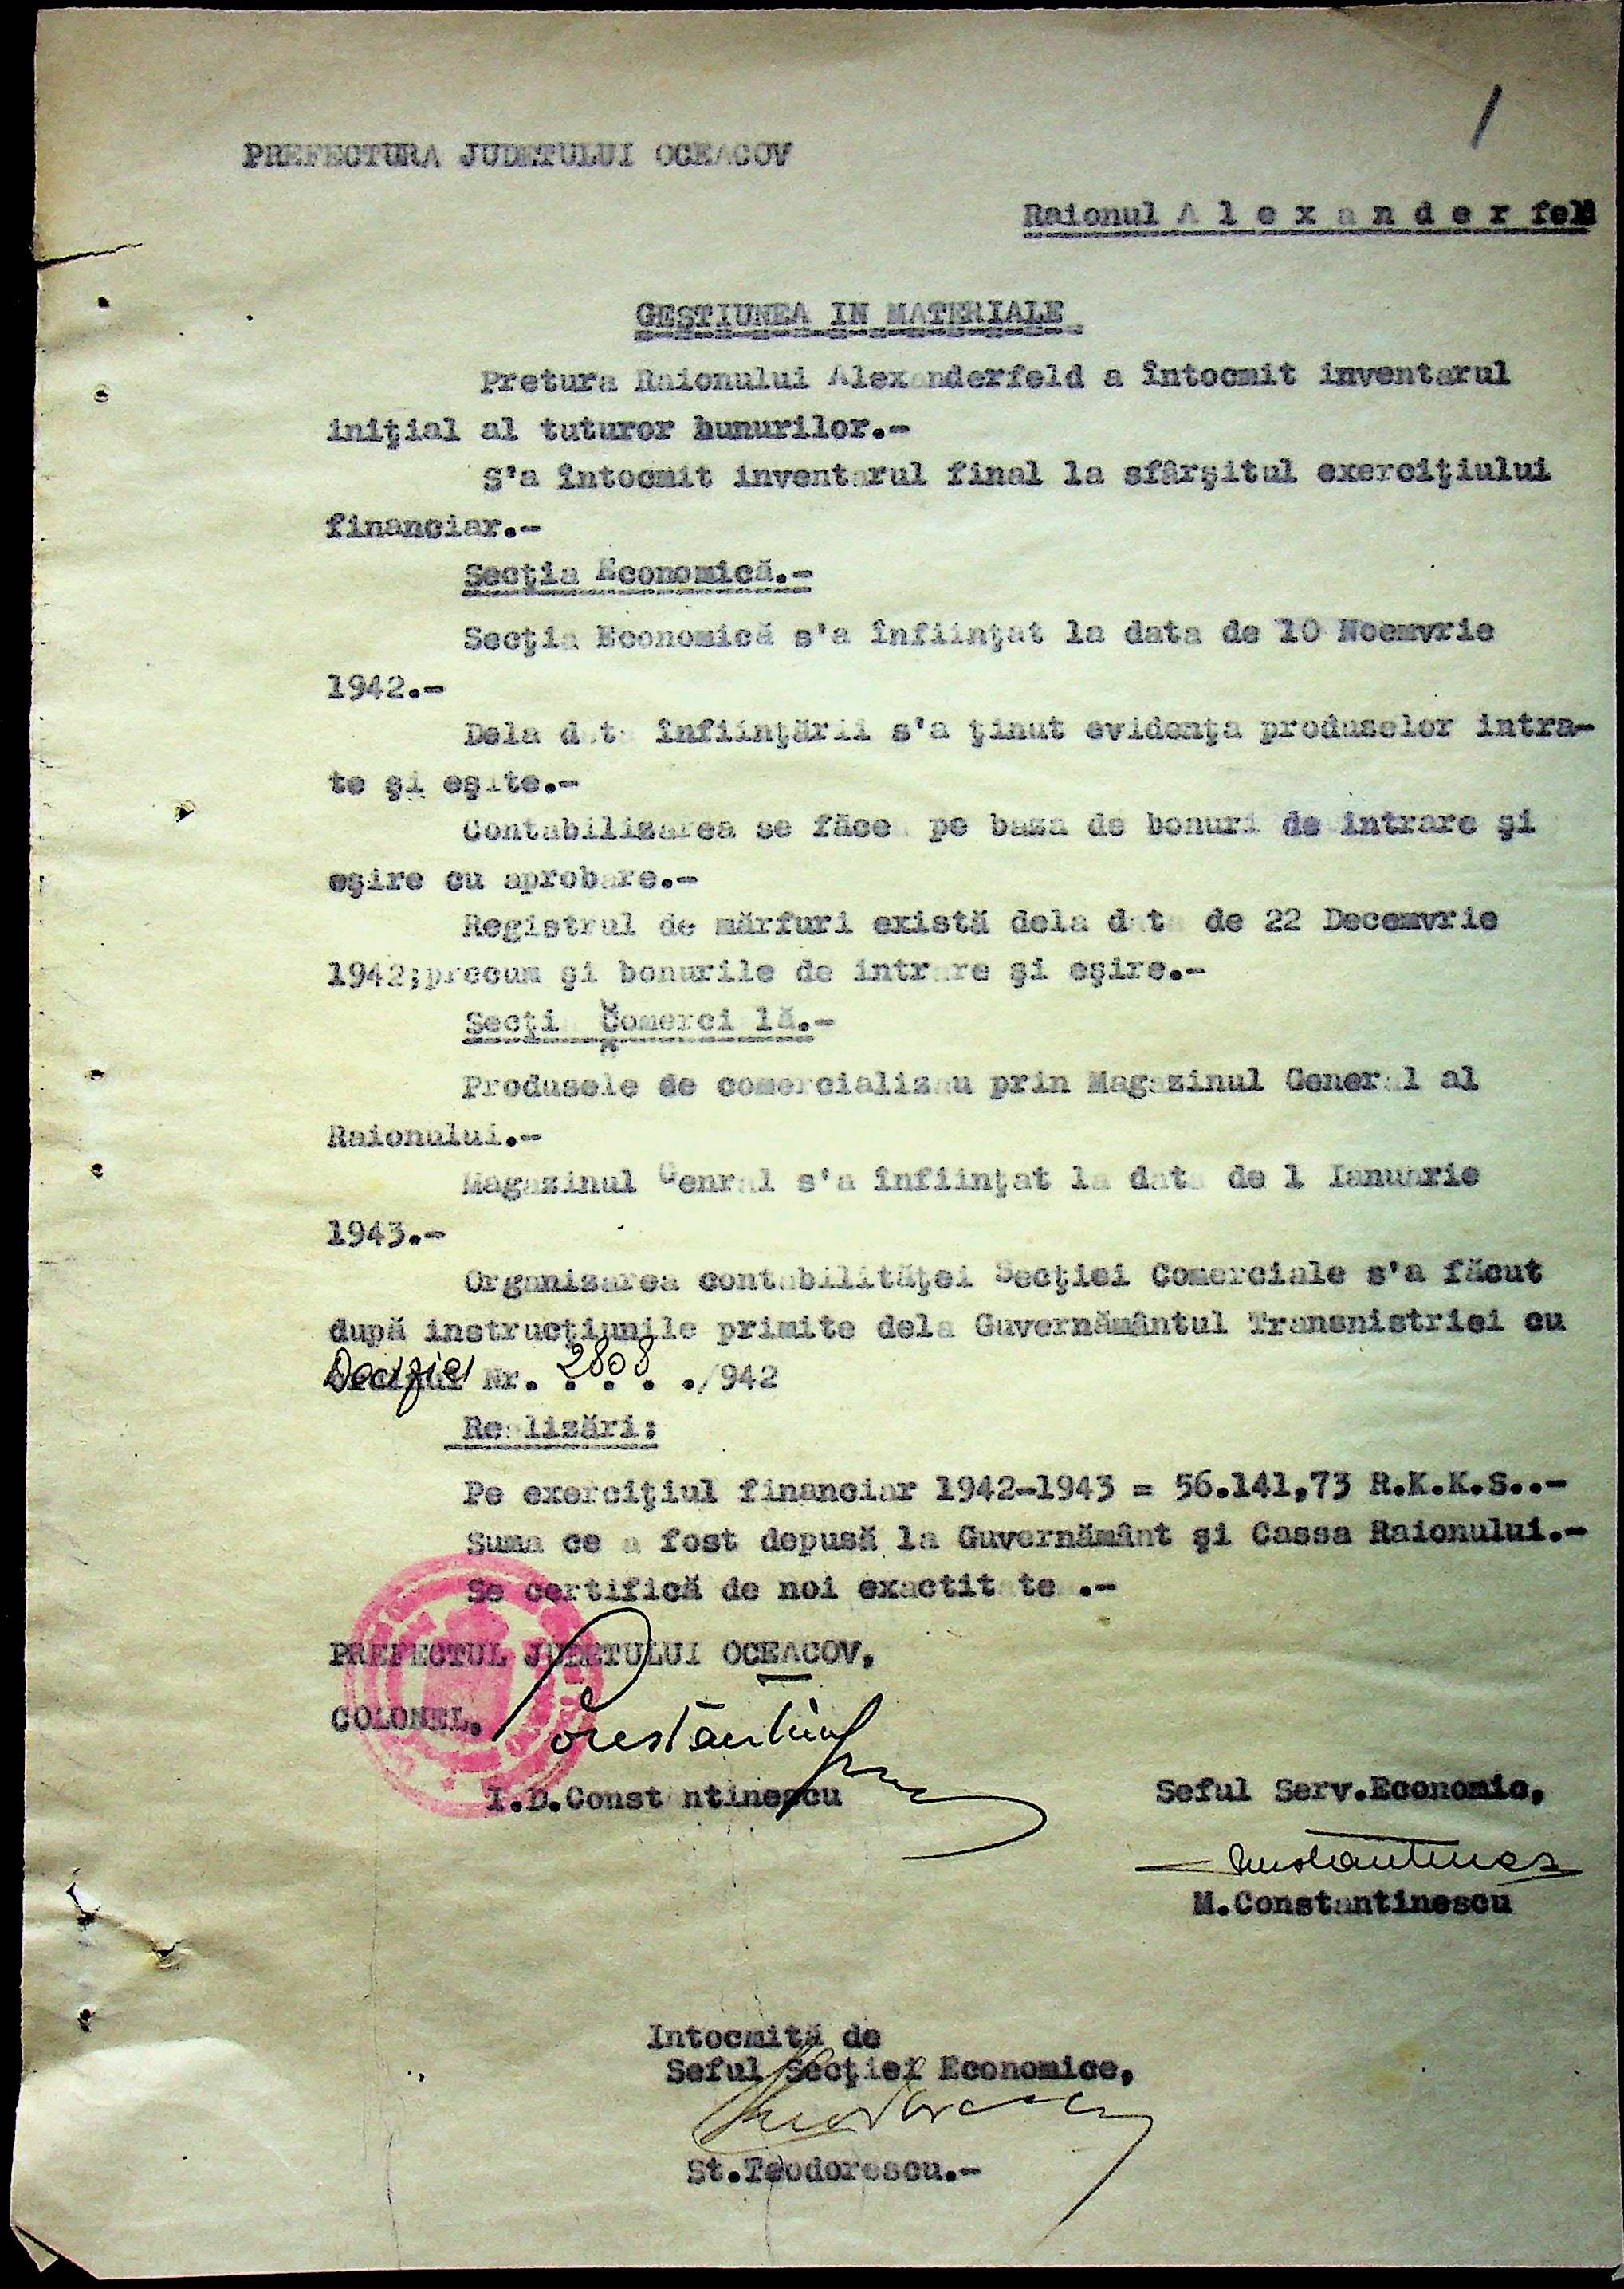 /
PREFECTURA JUDETULUI OCEACOV
Raionul A l e x a n d e r feld
GESTIUNEA IN MATERIALE
Pretura Raionului Alexanderfeld a întocmit inventarul
iniţial al tuturor bunurilor.-
S'a întocmit inventarul final la sfârşitul exerciţiului
financiar.-
Secţia Economică.-
Secţia Economică s'a înfiinţat la data de 10 Noemvrie
1942.-
Dela data înfiinţării s'a ţinut evidenţa produselor intra-
te şi eşite.-
Contabilizarea se făcea pe baza de bonuri de intrare şi
eşire cu aprobare.-
Registrul de mărfuri există dela data de 22 Decemvrie
1942;precum şi bonurile de intrare şi eşire.-
Secţia Comercială.-
Produsele se comercializau prin Magazinul General al
Raionului.-
Magazinul Genral s'a înfiinţat la data de 1 Ianuarie
1943.-
Organizarea contabilităţei Secţiei Comerciale s'a făcut
după instrucţiunile primite dela Guvernământul Transnistriei cu
Deciziei Nr. 2808 ./942
Realizări:
Pe exerciţiul financiar 1942-1943 = 56.141,73 R.K.K.S..-
Suma ce a fost depusă la Guvernământ şi Cassa Raionului.-
Se certifică de noi exactitatea.-
PREFECTUL JUDETULUI OCEACOV,
COLONEL,
I.D.Constantinescu
Seful Serv.Economic,
M.Constantinescu
Intocmită de
Seful Secţiei Economice,
St.Teodorescu.-